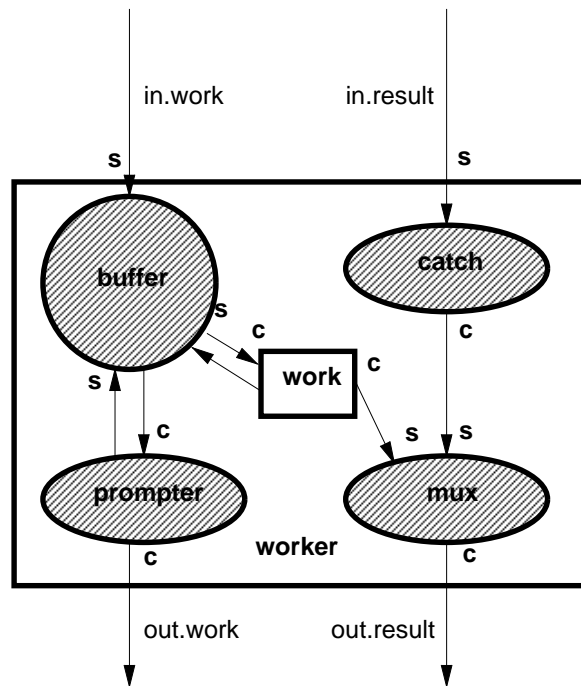 in.work
in.result
s
s
buffer
catch
s
c
c
work
c
s
c
s
s
prompter
mux
c
worker
c
out.work
out.result